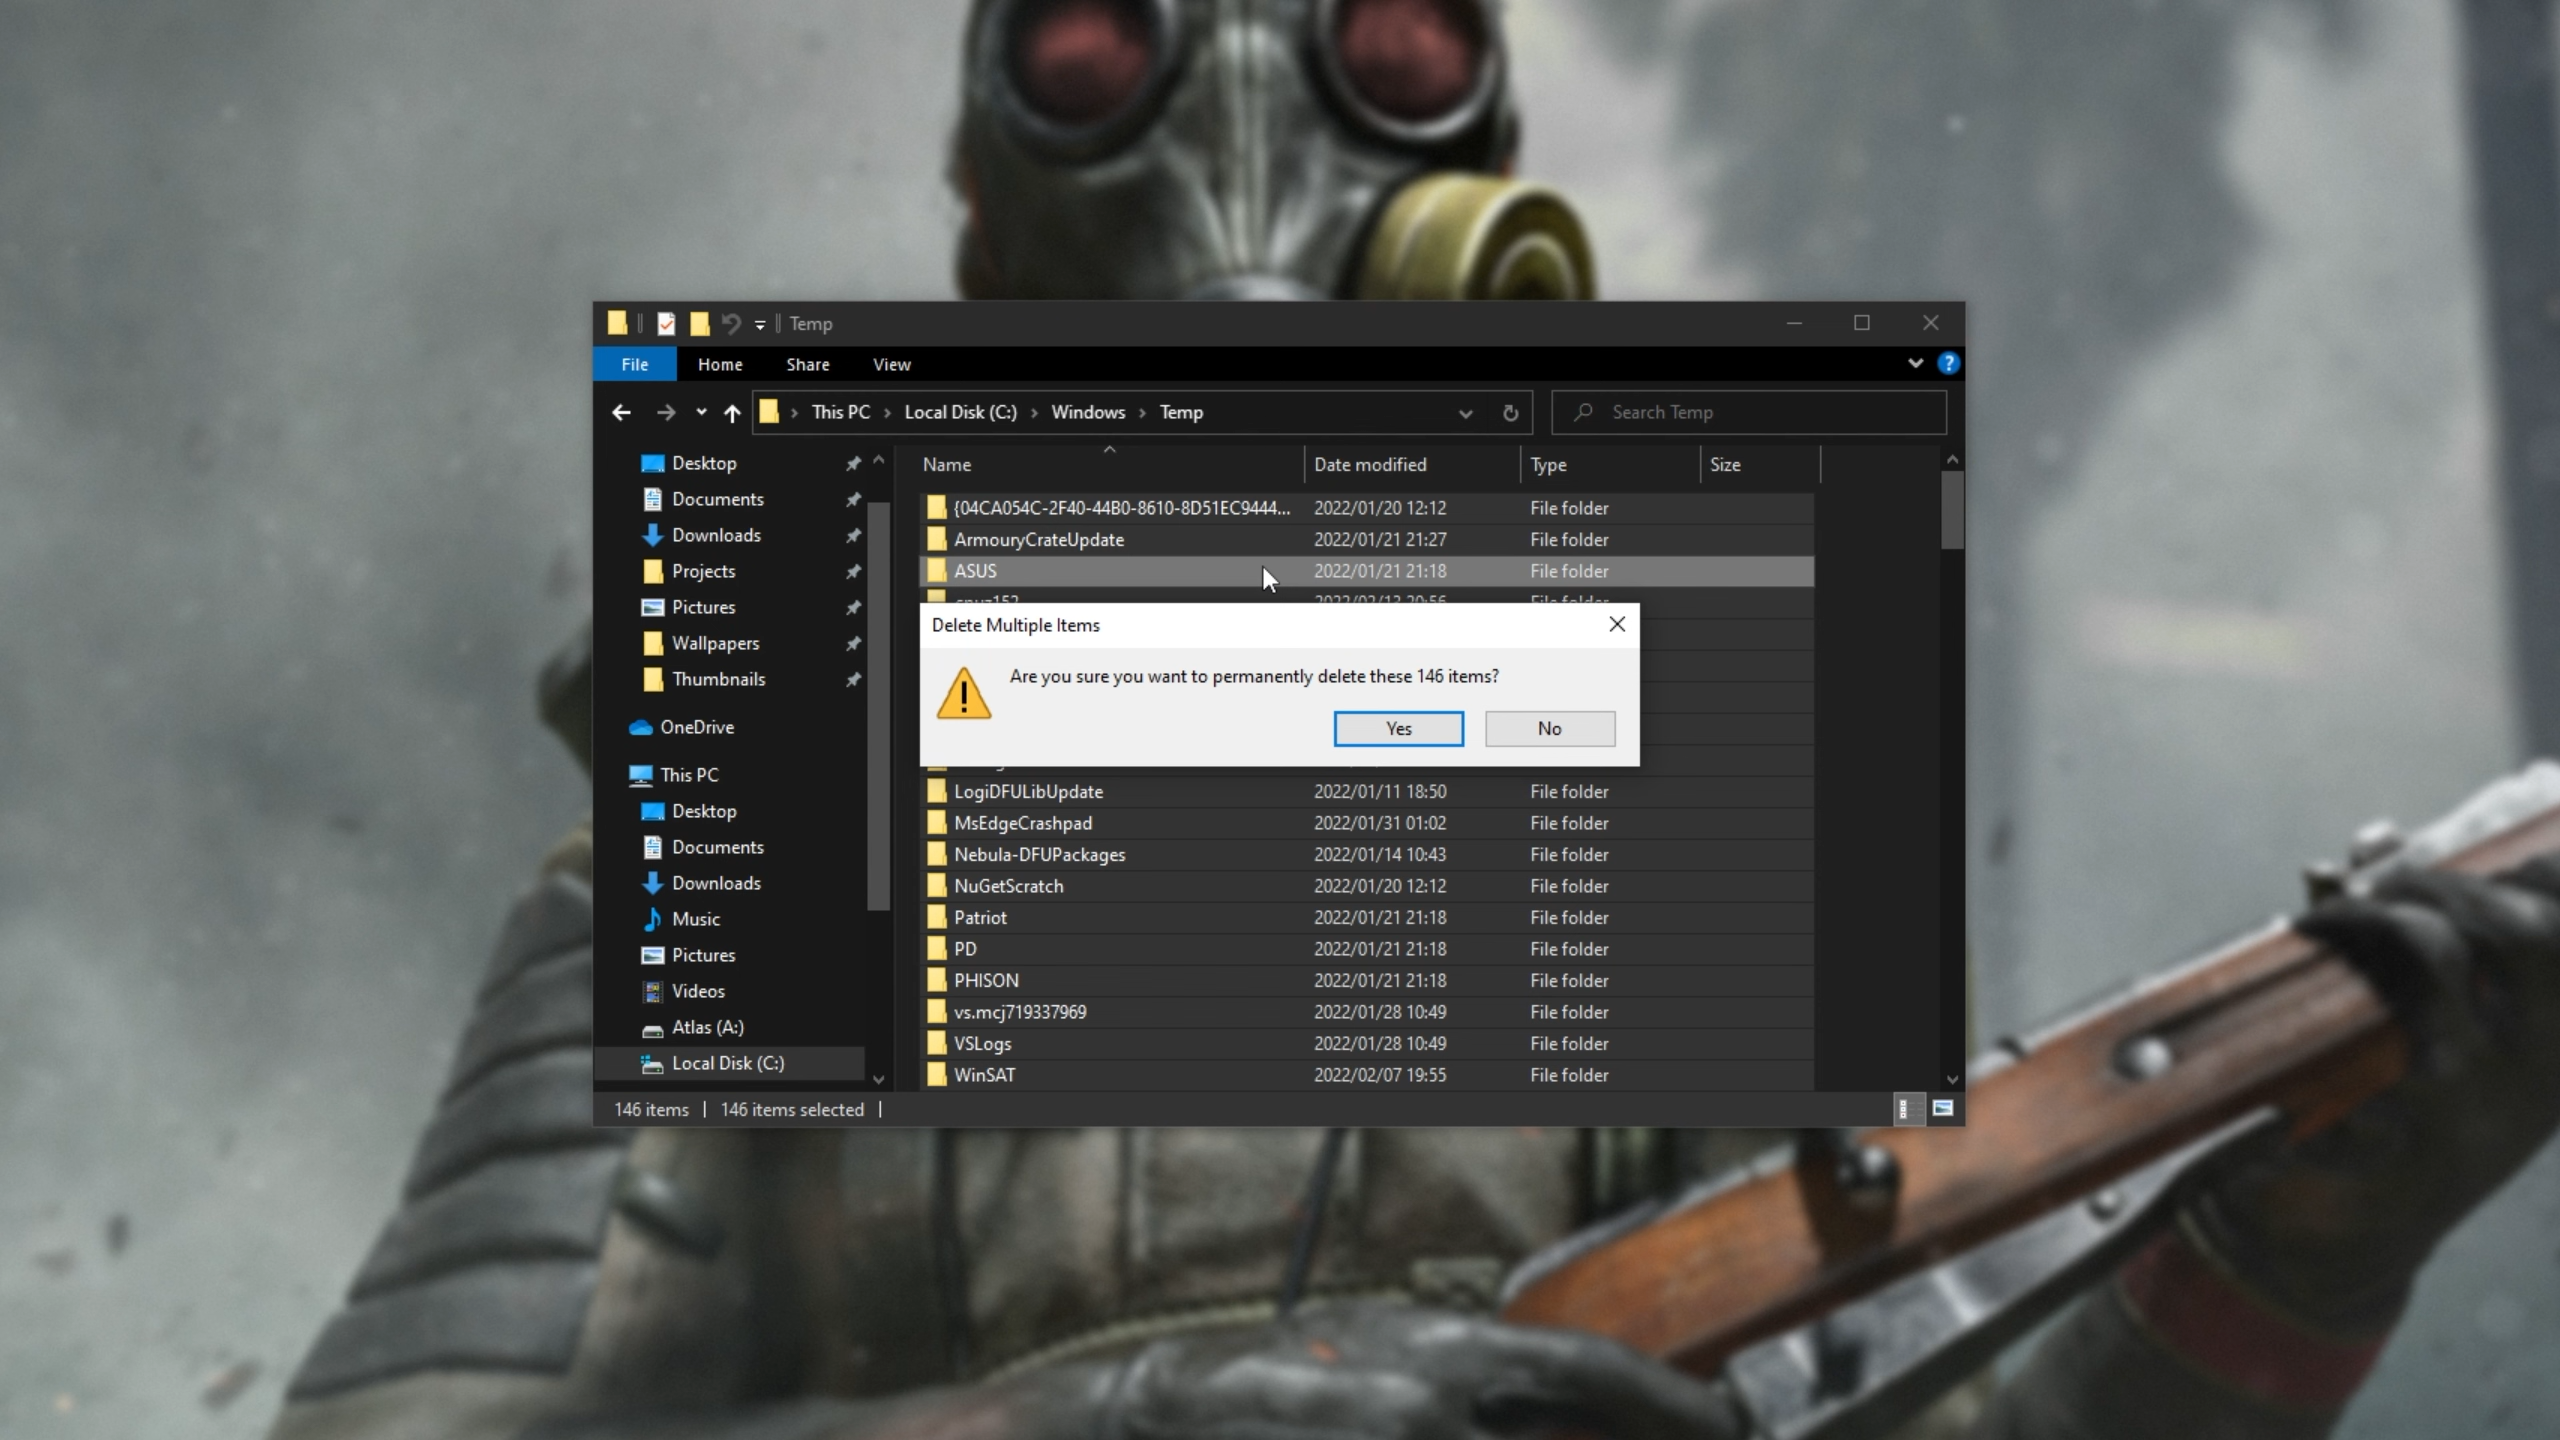 Temp
File Home Share View
This PC Local Disk (C:) Windows Temp
Search Temp
Desktop
Documents
Downloads
Projects
Pictures
Wallpapers
Thumbnails
OneDrive
This PC
Desktop
Documents
Downloads
Music
Pictures
Videos
Atlas (A:)
Local Disk (C:)
Name Date modified Type Size
{04CA054C-2F40-44B0-8610-8D51EC9444... 2022/01/20 12:12 File folder
ArmouryCrateUpdate 2022/01/21 21:27 File folder
ASUS 2022/01/21 21:18 File folder
Delete Multiple Items
Are you sure you want to permanently delete these 146 items?
Yes No
LogiDFULibUpdate 2022/01/11 18:50 File folder
MsEdgeCrashpad 2022/01/31 01:02 File folder
Nebula-DFUPackages 2022/01/14 10:43 File folder
NuGetScratch 2022/01/20 12:12 File folder
Patriot 2022/01/21 21:18 File folder
PD 2022/01/21 21:18 File folder
PHISON 2022/01/21 21:18 File folder
vs.mcj719337969 2022/01/28 10:49 File folder
VSLogs 2022/01/28 10:49 File folder
WinSAT 2022/02/07 19:55 File folder
146 items 146 items selected